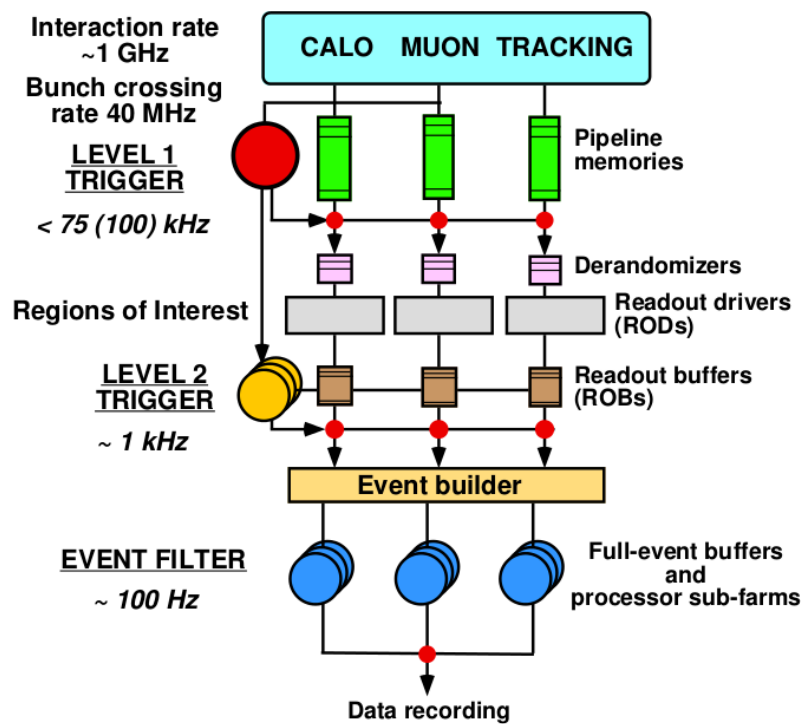 Interaction rate
~1 GHz
CALO MUON TRACKING
Bunch crossing
rate 40 MHz
LEVEL 1
TRIGGER
Pipeline
memories
< 75 (100) kHz
Derandomizers
Regions of Interest
Readout drivers
(RODs)
LEVEL 2
TRIGGER
Readout buffers
(ROBs)
~ 1 kHz
Event builder
EVENT FILTER
~ 100 Hz
Full-event buffers
and
processor sub-farms
Data recording